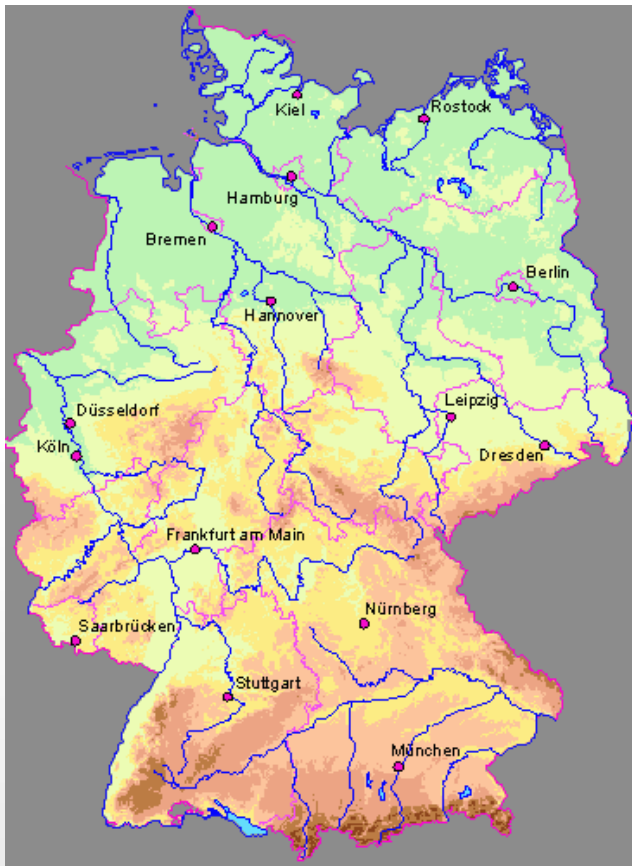 Kiel
Rostock
Hamburg
Bremen
Berlin
Hannover
Düsseldorf
Leipzig
Köln
Dresden
Frankfurt am Main
Nürnberg
Saarbrücken
Stuttgart
München